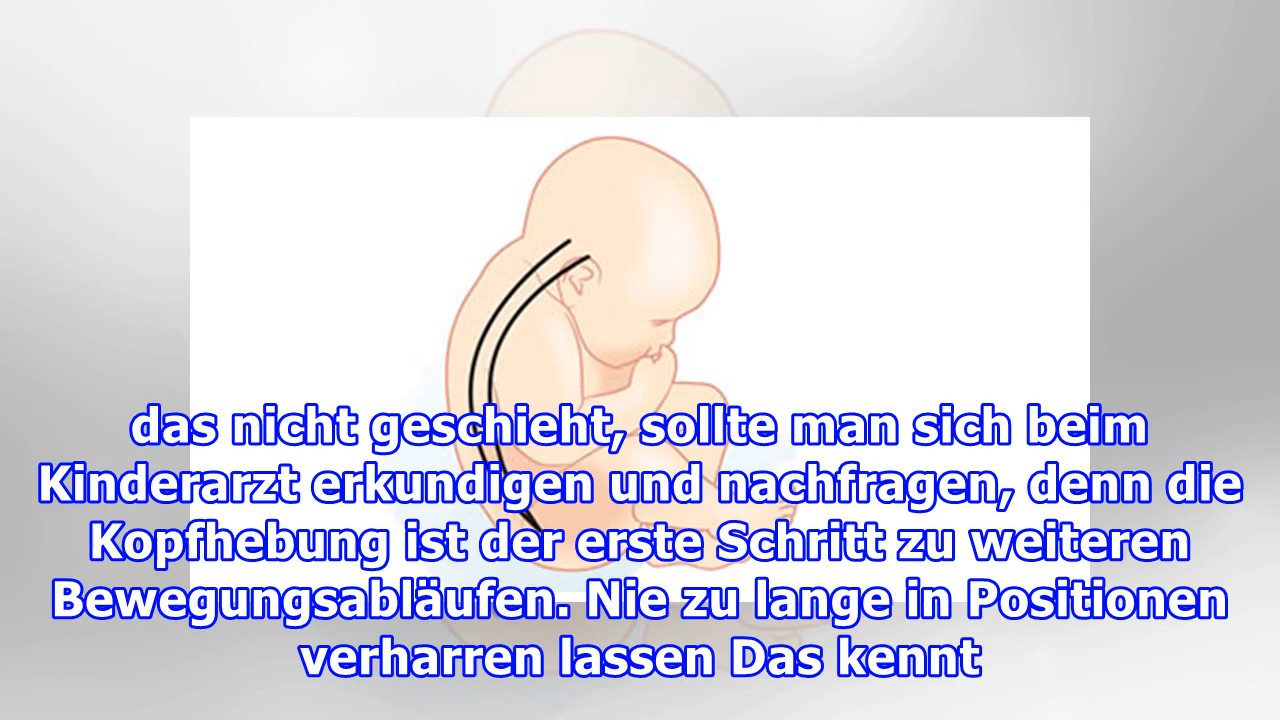 das nicht geschieht, sollte man sich beim
Kinderarzt erkundigen und nachfragen, denn die
Kopfhebung ist der erste Schritt zu weiteren
Bewegungsabläufen. Nie zu lange in Positionen
verharren lassen Das kennt